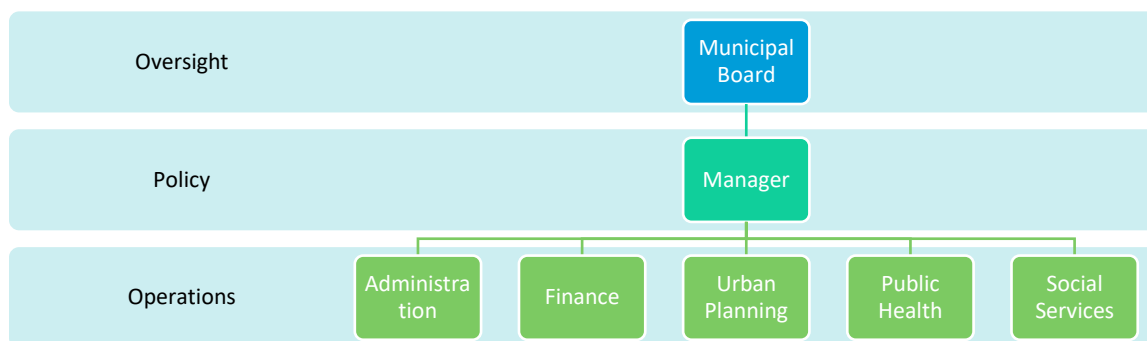 Oversight
Municipal
Board
Policy
Manager
Operations
Administra
tion
Finance
Urban
Planning
Public
Health
Social
Services